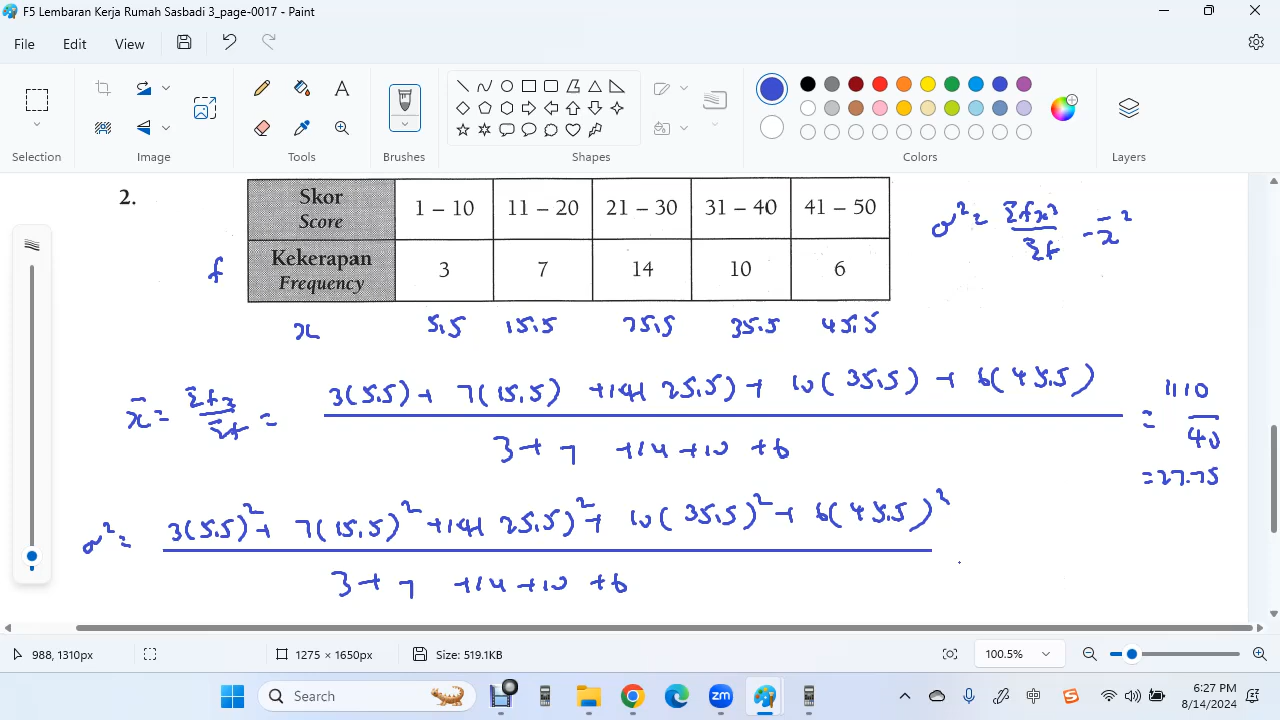 F5 Lembaran Kerja Rumah Sasbadi 3_page-0017 - Paint
File Edit View
Selection Image Tools Brushes Shapes Colors Layers
2.
Skor Score 1 – 10 11 – 20 21 – 30 31 – 40 41 – 50
σ² = Σfx² / Σf - x̄²
f Kekerapan Frequency 3 7 14 10 6
x 5.5 15.5 25.5 35.5 45.5
x̄ = Σfx / Σf = 3(5.5) + 7(15.5) + 14(25.5) + 10(35.5) + 6(45.5) / 3 + 7 + 14 + 10 + 6 = 1110 / 40
= 27.75
σ² = 3(5.5)² + 7(15.5)² + 14(25.5)² + 10(35.5)² + 6(45.5)² / 3 + 7 + 14 + 10 + 6
988, 1310px 1275 × 1650px Size: 519.1KB 100.5%
Search zm 中 S 6:27 PM
8/14/2024